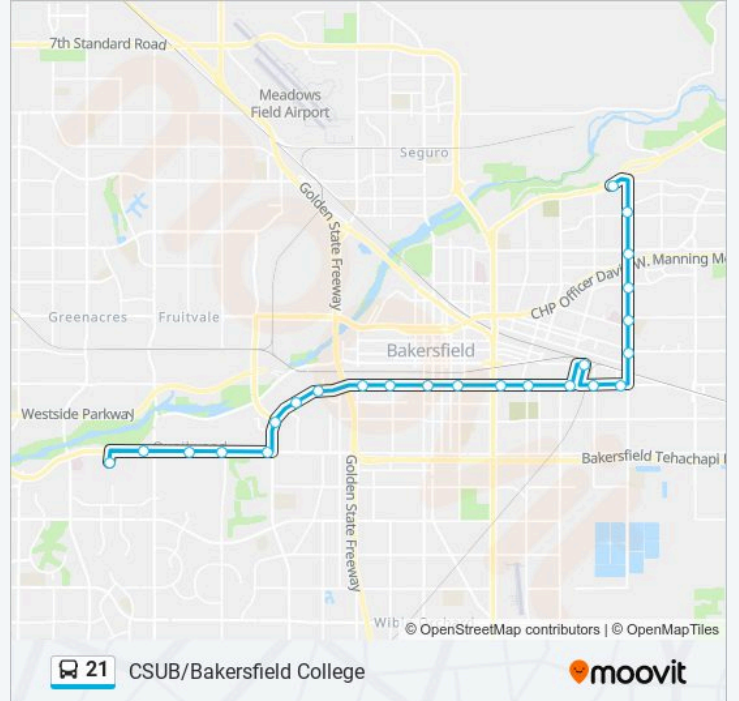 7th Standard Road
Meadows
Field Airport
Seguro
Golden State Freeway
CHP Officer David W. Manning M
Greenacres
Fruitvale
Bakersfield
Westside Parkway
Golden State Freeway
Bakersfield Tehachapi
© OpenStreetMap contributors | © OpenMapTiles
21
CSUB/Bakersfield College
moovit